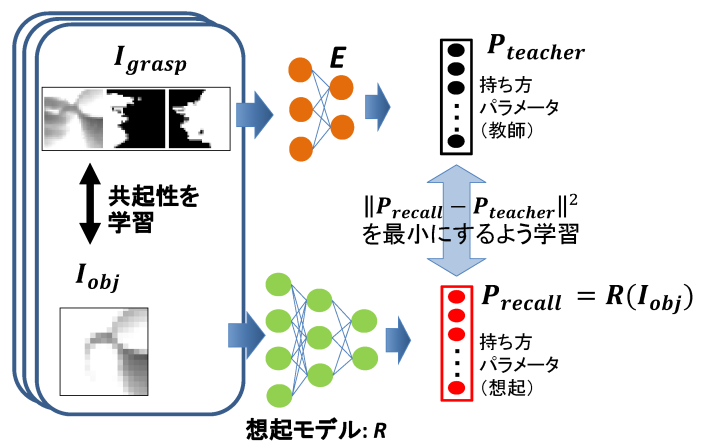 I_grasp
E
P_teacher
持ち方
パラメータ
(教師)
共起性を
学習
‖P_recall − P_teacher‖²
を最小にするよう学習
I_obj
P_recall = R(I_obj)
持ち方
パラメータ
(想起)
想起モデル: R